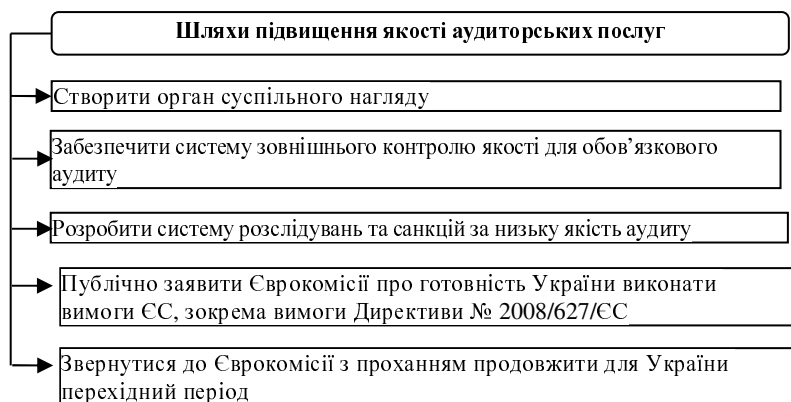 Шляхи підвищення якості аудиторських послуг
Створити орган суспільного нагляду
Забезпечити систему зовнішнього контролю якості для обов’язкового
аудиту
Розробити систему розслідувань та санкцій за низьку якість аудиту
Публічно заявити Єврокомісії про готовність України виконати
вимоги ЄС, зокрема вимоги Директиви № 2008/627/ЄС
Звернутися до Єврокомісії з проханням продовжити для України
перехідний період